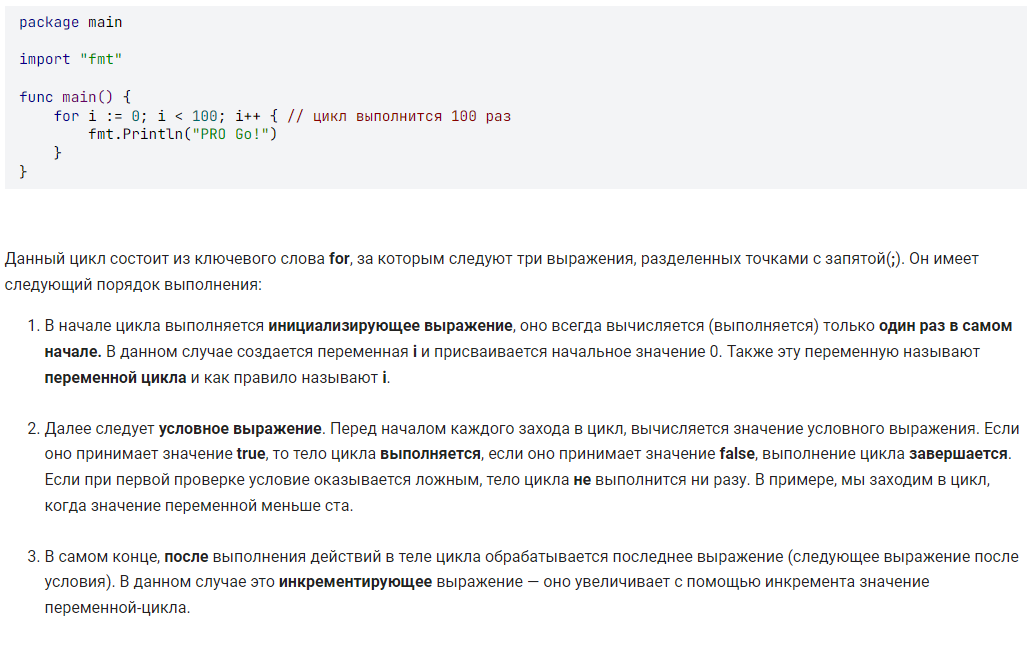 package main
import "fmt"
func main() {
for i := 0; i < 100; i++ { // цикл выполнится 100 раз
fmt.Println("PRO Go!")
}
}
Данный цикл состоит из ключевого слова for, за которым следуют три выражения, разделенных точками с запятой(;). Он имеет
следующий порядок выполнения:
1. В начале цикла выполняется инициализирующее выражение, оно всегда вычисляется (выполняется) только один раз в самом
начале. В данном случае создается переменная i и присваивается начальное значение 0. Также эту переменную называют
переменной цикла и как правило называют i.
2. Далее следует условное выражение. Перед началом каждого захода в цикл, вычисляется значение условного выражения. Если
оно принимает значение true, то тело цикла выполняется, если оно принимает значение false, выполнение цикла завершается.
Если при первой проверке условие оказывается ложным, тело цикла не выполнится ни разу. В примере, мы заходим в цикл,
когда значение переменной меньше ста.
3. В самом конце, после выполнения действий в теле цикла обрабатывается последнее выражение (следующее выражение после
условия). В данном случае это инкрементирующее выражение — оно увеличивает с помощью инкремента значение
переменной-цикла.